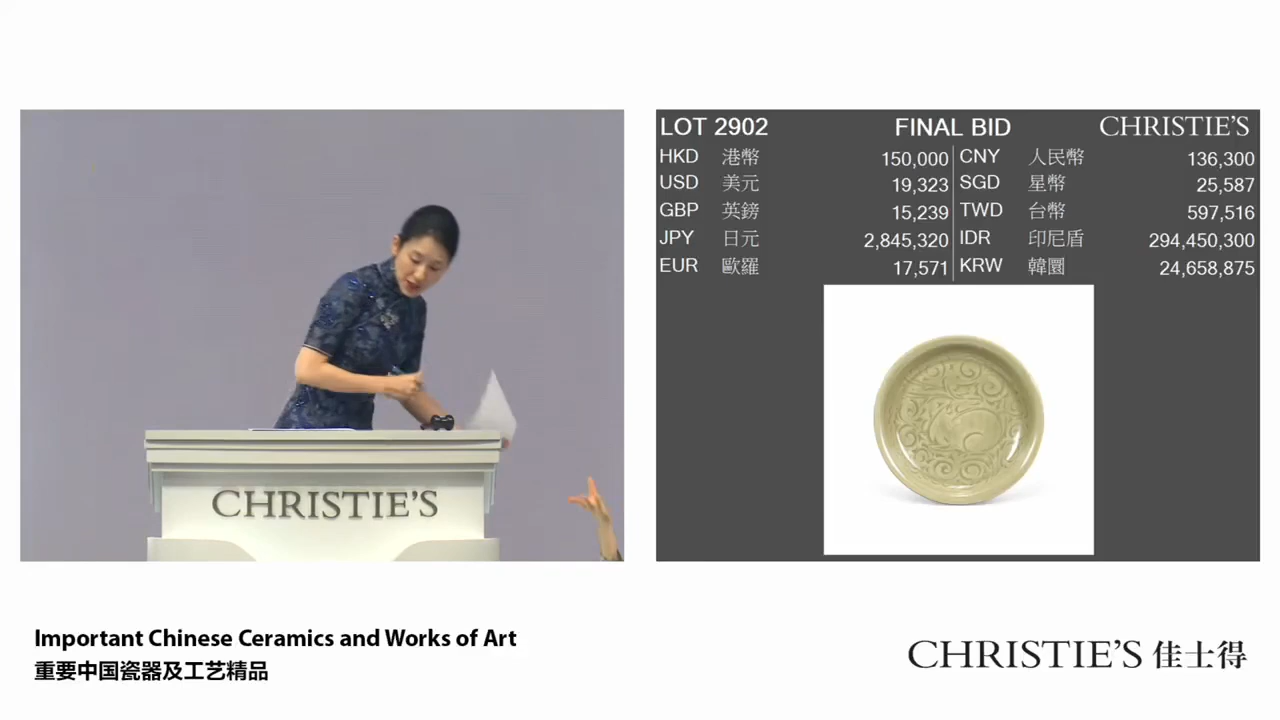 LOT 2902 FINAL BID CHRISTIE'S
HKD 港幣 150,000 CNY 人民幣 136,300
USD 美元 19,323 SGD 星幣 25,587
GBP 英鎊 15,239 TWD 台幣 597,516
JPY 日元 2,845,320 IDR 印尼盾 294,450,300
EUR 歐羅 17,571 KRW 韓圜 24,658,875
CHRISTIE'S
Important Chinese Ceramics and Works of Art
重要中国瓷器及工艺精品
CHRISTIE'S 佳士得